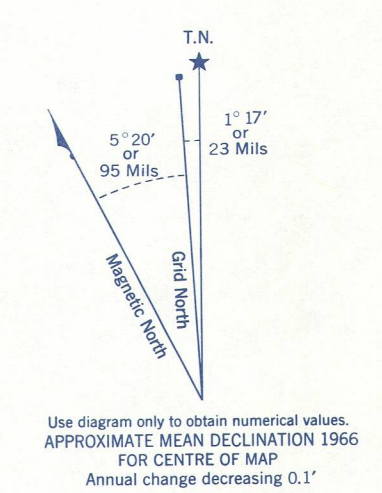 T.N.
5° 20′
or
95 Mils
1° 17′
or
23 Mils
Magnetic North
Grid North
Use diagram only to obtain numerical values.
APPROXIMATE MEAN DECLINATION 1966
FOR CENTRE OF MAP
Annual change decreasing 0.1′